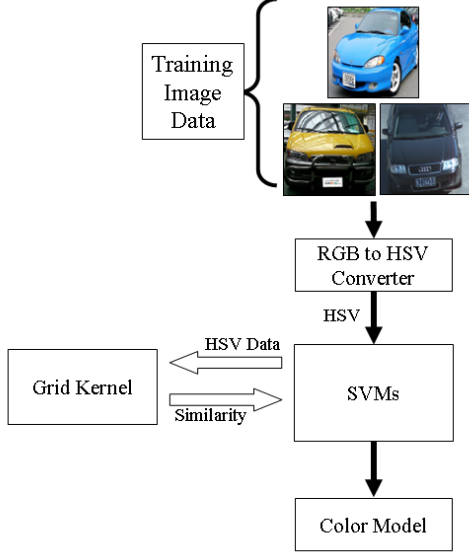 Training
Image
Data
RGB to HSV
Converter
HSV
HSV Data
Grid Kernel
SVMs
Similarity
Color Model